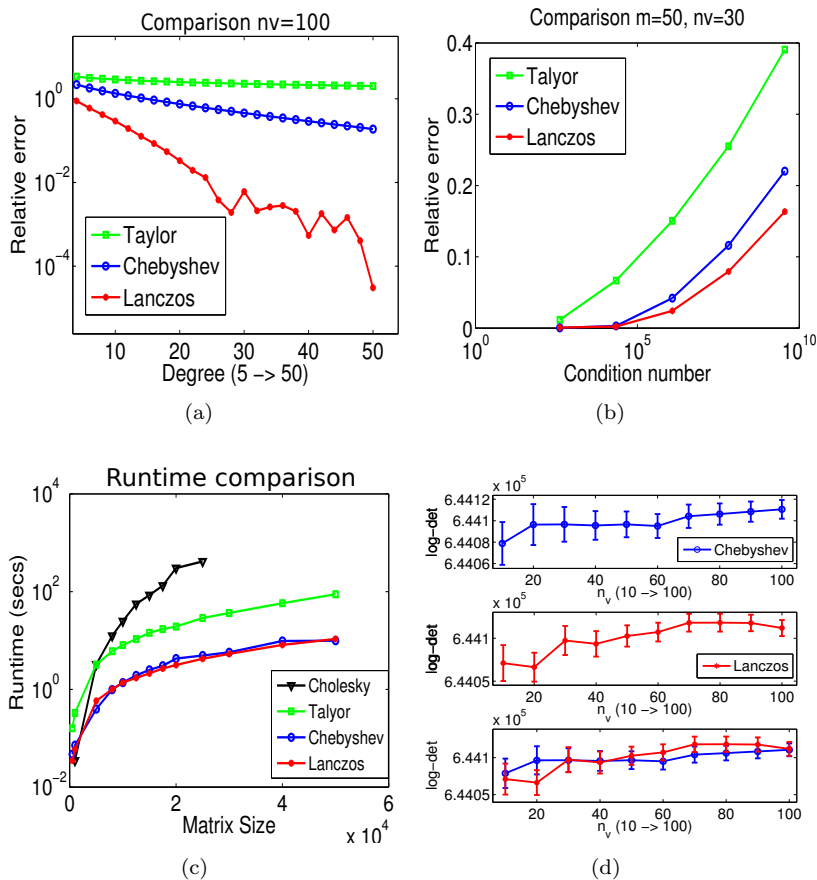 Comparison nv=100
Relative error
10^0
10^-2
10^-4
Taylor
Chebyshev
Lanczos
10 20 30 40 50
Degree (5 -> 50)
(a)
Comparison m=50, nv=30
Relative error
0.4
0.3
0.2
0.1
0
Talyor
Chebyshev
Lanczos
10^0 10^5 10^10
Condition number
(b)
Runtime comparison
Runtime (secs)
10^4
10^2
10^0
10^-2
Cholesky
Talyor
Chebyshev
Lanczos
0 2 4 6
Matrix Size
x 10^4
(c)
x 10^5
log-det
6.4412
6.441
6.4408
6.4406
Chebyshev
20 40 60 80 100
n_v (10 -> 100)
x 10^5
log-det
6.441
6.4405
Lanczos
20 40 60 80 100
n_v (10 -> 100)
x 10^5
log-det
6.441
6.4405
20 40 60 80 100
n_v (10 -> 100)
(d)